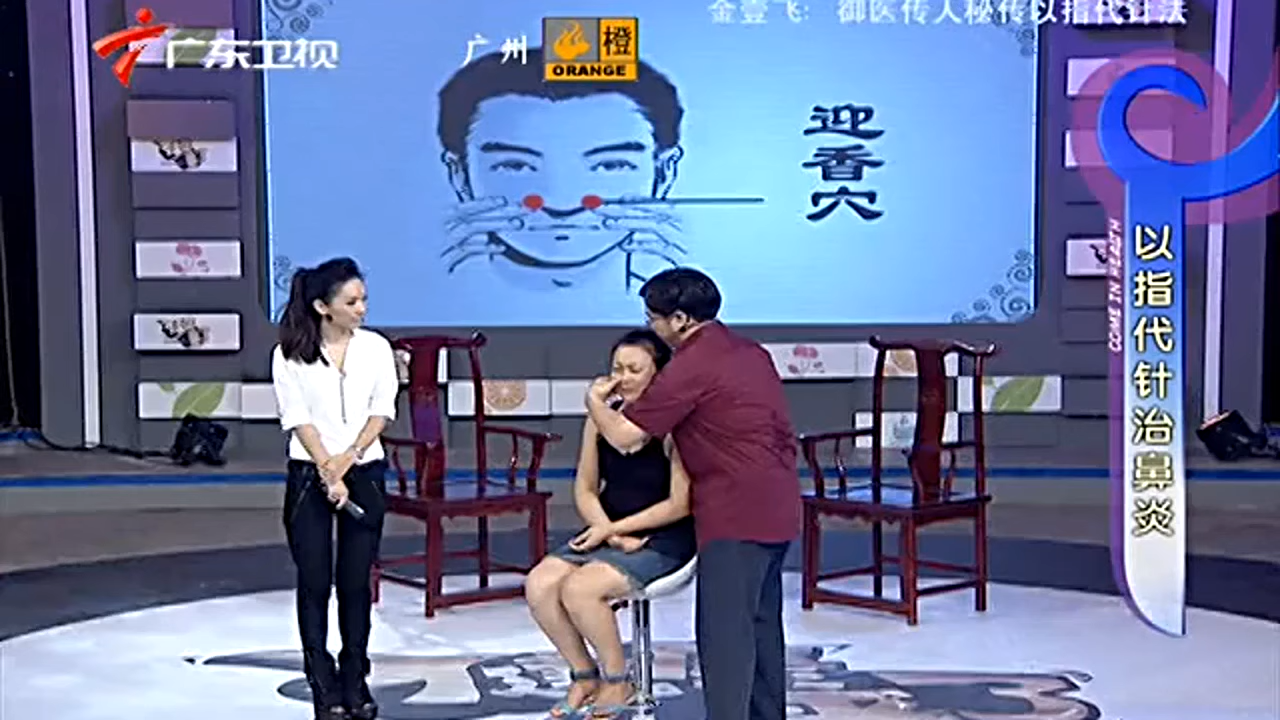 金壹飞：御医传人秘传以指代针法
广东卫视
广州
橙
ORANGE
迎香穴
以指代针治鼻炎
COME IN HEALTH